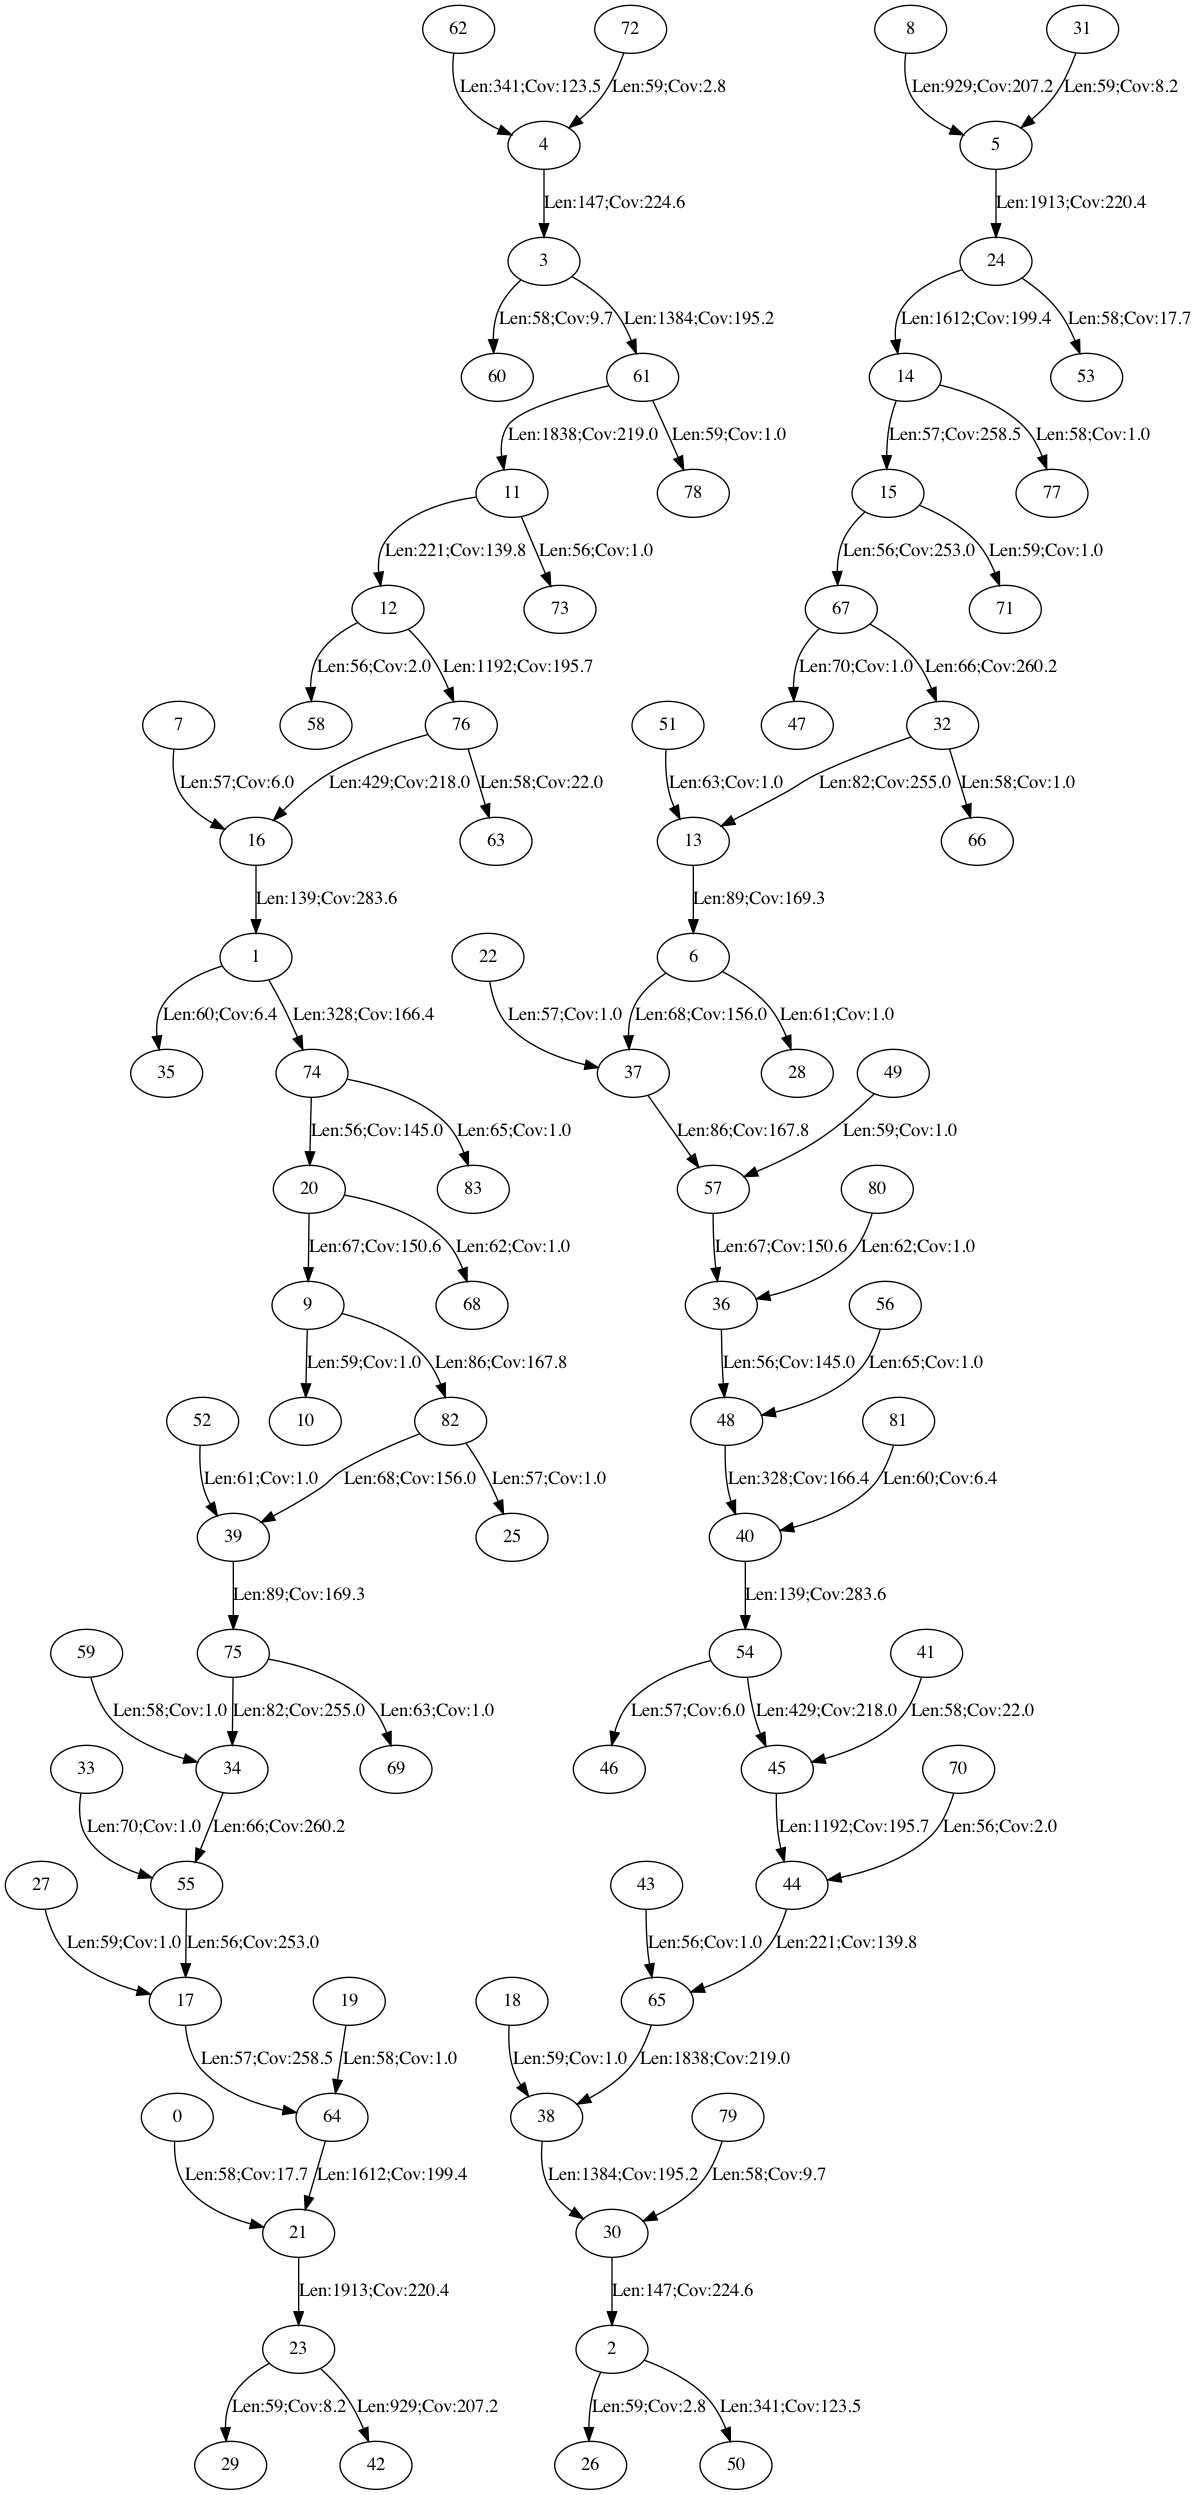 62 72 8 31
Len:341;Cov:123.5 Len:59;Cov:2.8 Len:929;Cov:207.2 Len:59;Cov:8.2
4 5
Len:147;Cov:224.6 Len:1913;Cov:220.4
3 24
Len:58;Cov:9.7 Len:1384;Cov:195.2 Len:1612;Cov:199.4 Len:58;Cov:17.7
60 61 14 53
Len:1838;Cov:219.0 Len:59;Cov:1.0 Len:57;Cov:258.5 Len:58;Cov:1.0
11 78 15 77
Len:221;Cov:139.8 Len:56;Cov:1.0 Len:56;Cov:253.0 Len:59;Cov:1.0
12 73 67 71
Len:56;Cov:2.0 Len:1192;Cov:195.7 Len:70;Cov:1.0 Len:66;Cov:260.2
7 58 76 51 47 32
Len:57;Cov:6.0 Len:429;Cov:218.0 Len:58;Cov:22.0 Len:63;Cov:1.0 Len:82;Cov:255.0 Len:58;Cov:1.0
16 63 13 66
Len:139;Cov:283.6 Len:89;Cov:169.3
1 22 6
Len:60;Cov:6.4 Len:328;Cov:166.4 Len:57;Cov:1.0 Len:68;Cov:156.0 Len:61;Cov:1.0
35 74 37 28 49
Len:56;Cov:145.0 Len:65;Cov:1.0 Len:86;Cov:167.8 Len:59;Cov:1.0
20 83 57 80
Len:67;Cov:150.6 Len:62;Cov:1.0 Len:67;Cov:150.6 Len:62;Cov:1.0
9 68 36 56
Len:59;Cov:1.0 Len:86;Cov:167.8 Len:56;Cov:145.0 Len:65;Cov:1.0
52 10 82 48 81
Len:61;Cov:1.0 Len:68;Cov:156.0 Len:57;Cov:1.0 Len:328;Cov:166.4 Len:60;Cov:6.4
39 25 40
Len:89;Cov:169.3 Len:139;Cov:283.6
59 75 54 41
Len:58;Cov:1.0 Len:82;Cov:255.0 Len:63;Cov:1.0 Len:57;Cov:6.0 Len:429;Cov:218.0 Len:58;Cov:22.0
33 34 69 46 45 70
Len:70;Cov:1.0 Len:66;Cov:260.2 Len:1192;Cov:195.7 Len:56;Cov:2.0
27 55 43 44
Len:59;Cov:1.0 Len:56;Cov:253.0 Len:56;Cov:1.0 Len:221;Cov:139.8
17 19 18 65
Len:57;Cov:258.5 Len:58;Cov:1.0 Len:59;Cov:1.0 Len:1838;Cov:219.0
0 64 38 79
Len:58;Cov:17.7 Len:1612;Cov:199.4 Len:1384;Cov:195.2 Len:58;Cov:9.7
21 30
Len:1913;Cov:220.4 Len:147;Cov:224.6
23 2
Len:59;Cov:8.2 Len:929;Cov:207.2 Len:59;Cov:2.8 Len:341;Cov:123.5
29 42 26 50